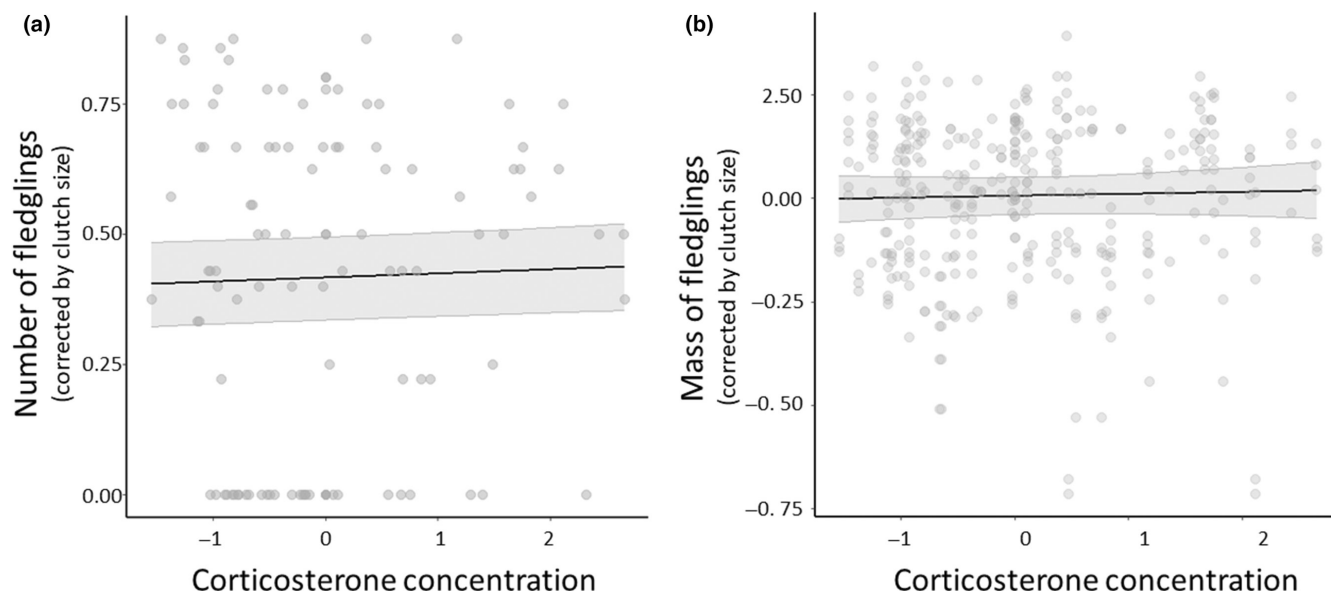 (a)
Number of fledglings
(corrected by clutch size)
0.75
0.50
0.25
0.00
–1
0
1
2
Corticosterone concentration
(b)
Mass of fledglings
(corrected by clutch size)
2.50
0.00
–0.25
–0. 50
–0.75
–1
0
1
2
Corticosterone concentration